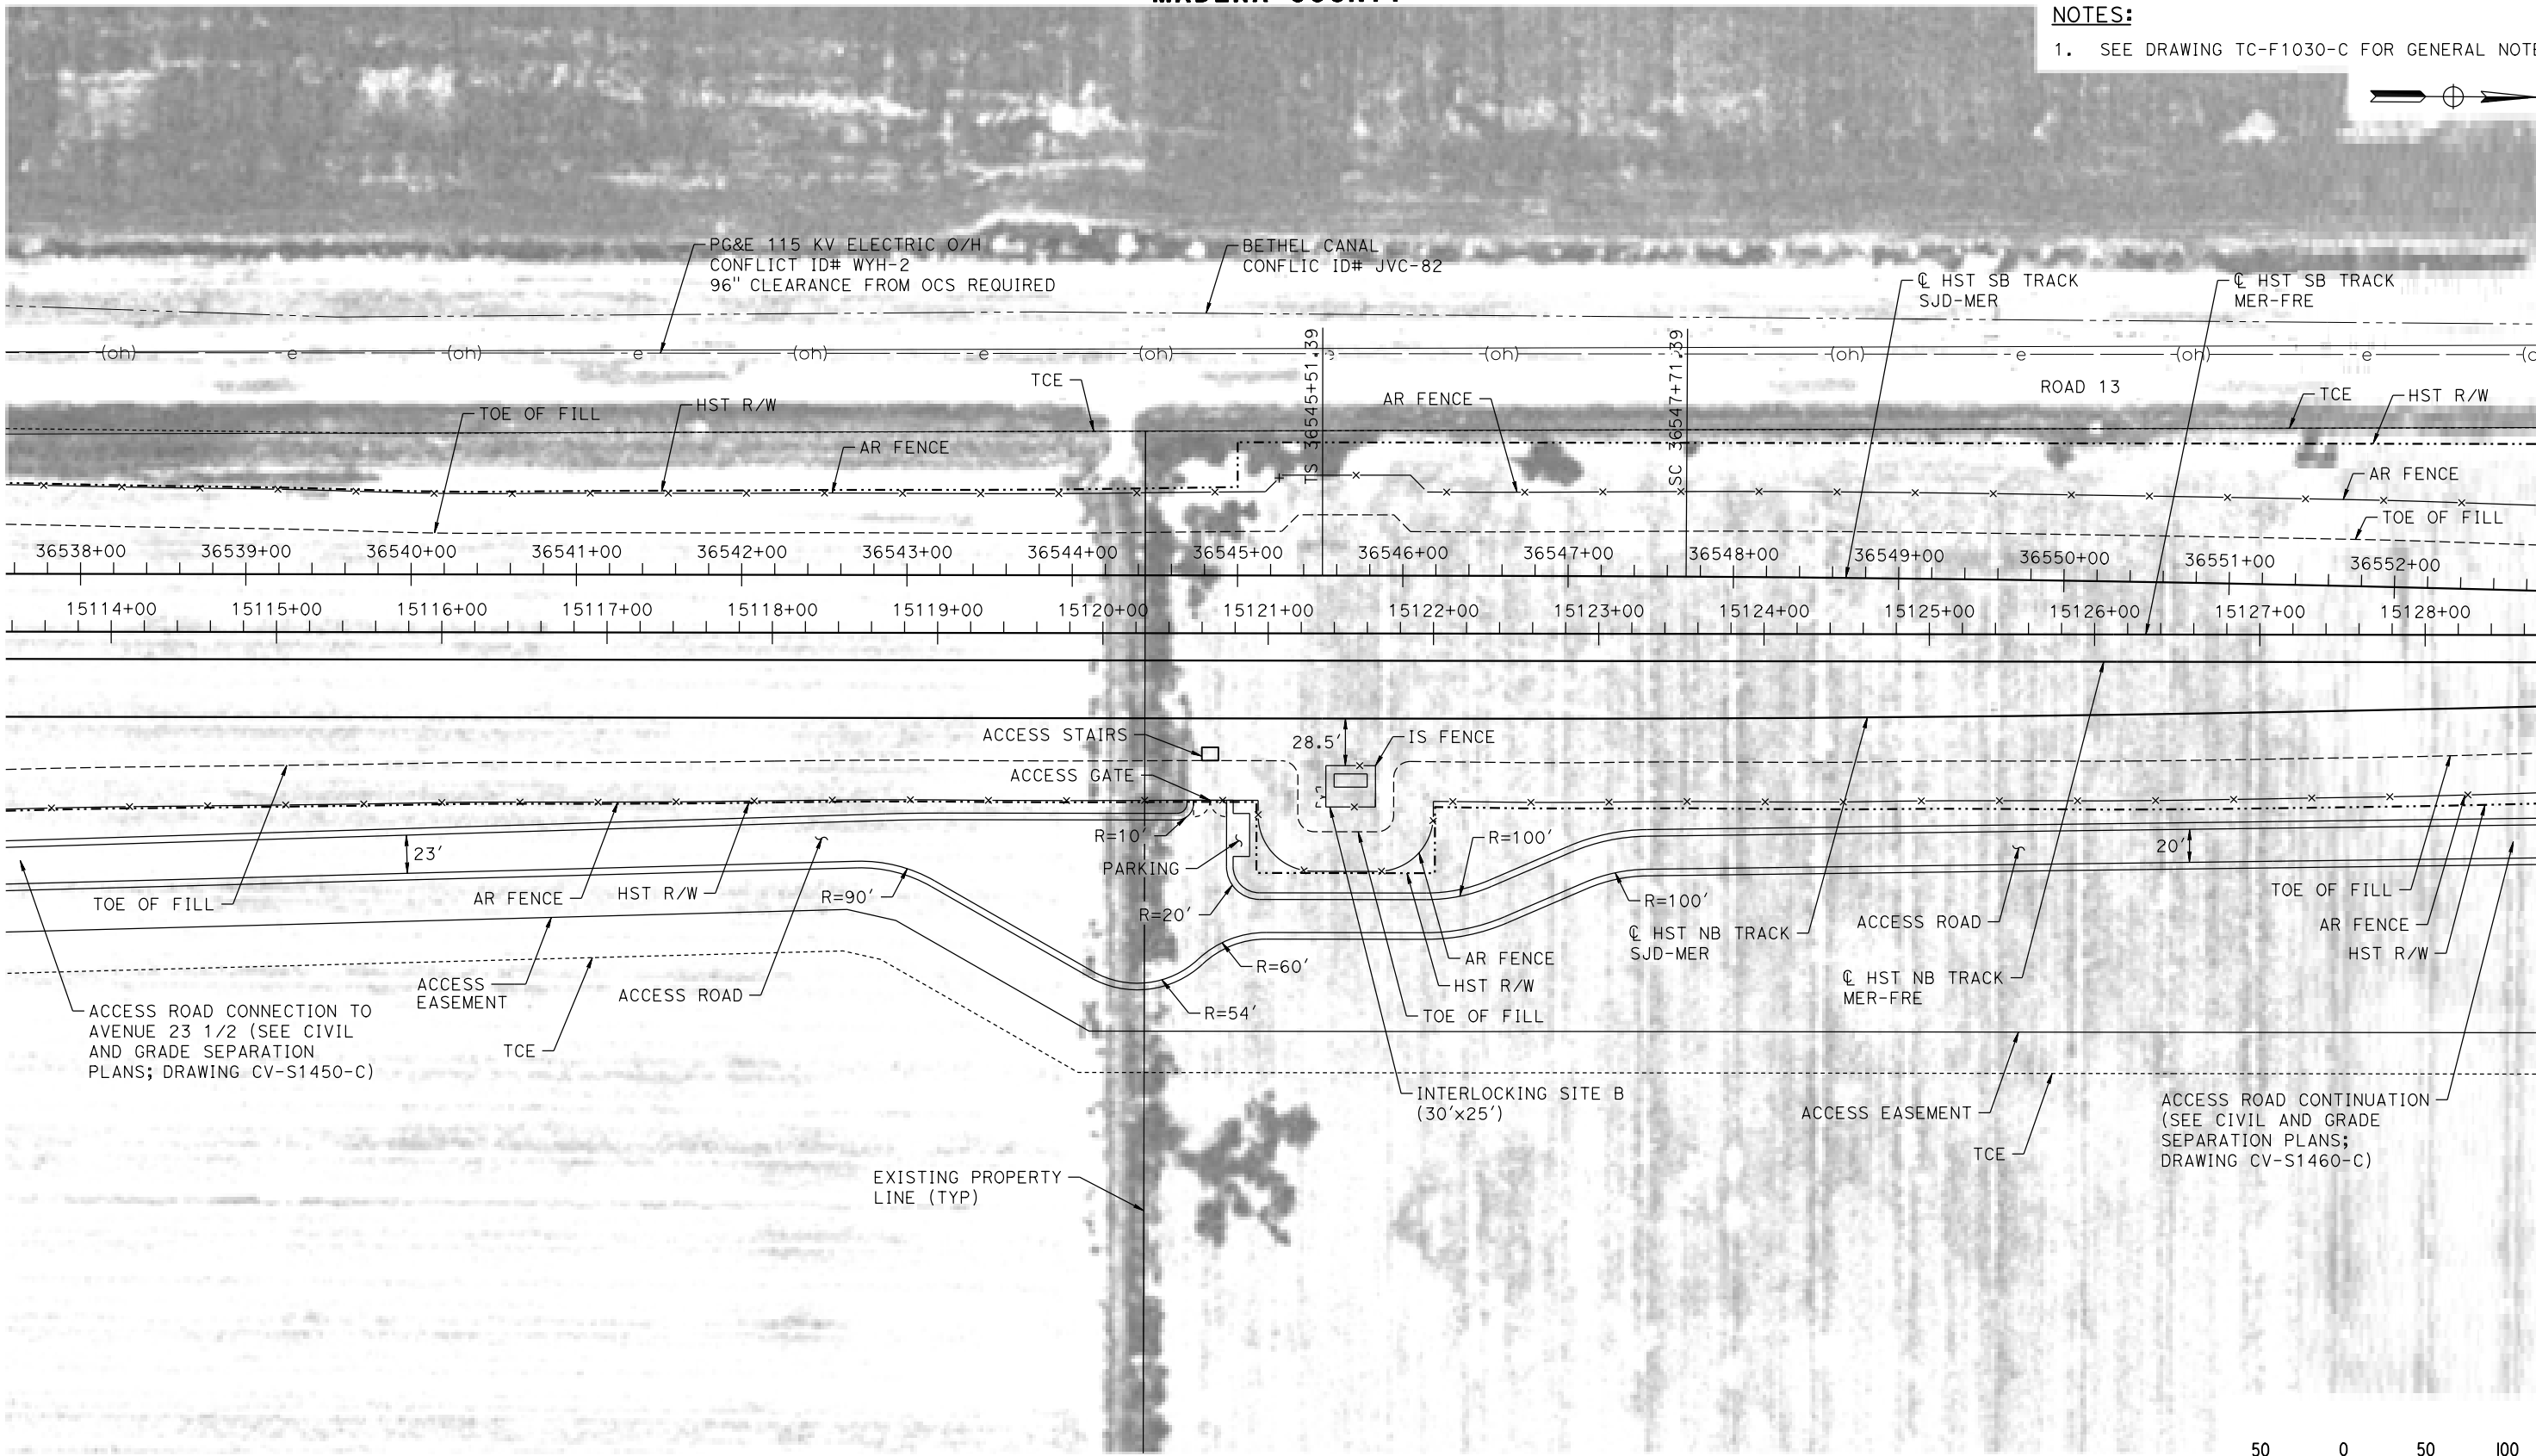 NOTES:
1. SEE DRAWING TC-F1030-C FOR GENERAL NOTE
PG&E 115 KV ELECTRIC O/H
CONFLICT ID# WYH-2
96" CLEARANCE FROM OCS REQUIRED
BETHEL CANAL
CONFLIC ID# JVC-82
℄ HST SB TRACK
SJD-MER
℄ HST SB TRACK
MER-FRE
(oh) e (oh) e (oh) e (oh) (oh) (oh) e (oh) e
TS 36545+51.39
SC 36547+71.39
ROAD 13
TCE
TOE OF FILL
HST R/W
AR FENCE
AR FENCE
TCE
HST R/W
AR FENCE
TOE OF FILL
36538+00 36539+00 36540+00 36541+00 36542+00 36543+00 36544+00 36545+00 36546+00 36547+00 36548+00 36549+00 36550+00 36551+00 36552+00
15114+00 15115+00 15116+00 15117+00 15118+00 15119+00 15120+00 15121+00 15122+00 15123+00 15124+00 15125+00 15126+00 15127+00 15128+00
ACCESS STAIRS
28.5'
IS FENCE
ACCESS GATE
R=10'
R=100'
23'
PARKING
20'
TOE OF FILL
AR FENCE
HST R/W
R=90'
R=20'
R=100'
ACCESS ROAD
TOE OF FILL
AR FENCE
HST R/W
℄ HST NB TRACK
SJD-MER
AR FENCE
R=60'
HST R/W
℄ HST NB TRACK
MER-FRE
ACCESS
EASEMENT
ACCESS ROAD
R=54'
TOE OF FILL
ACCESS ROAD CONNECTION TO
AVENUE 23 1/2 (SEE CIVIL
AND GRADE SEPARATION
PLANS; DRAWING CV-S1450-C)
TCE
INTERLOCKING SITE B
(30'x25')
ACCESS EASEMENT
TCE
ACCESS ROAD CONTINUATION
(SEE CIVIL AND GRADE
SEPARATION PLANS;
DRAWING CV-S1460-C)
EXISTING PROPERTY
LINE (TYP)
50 0 50 100